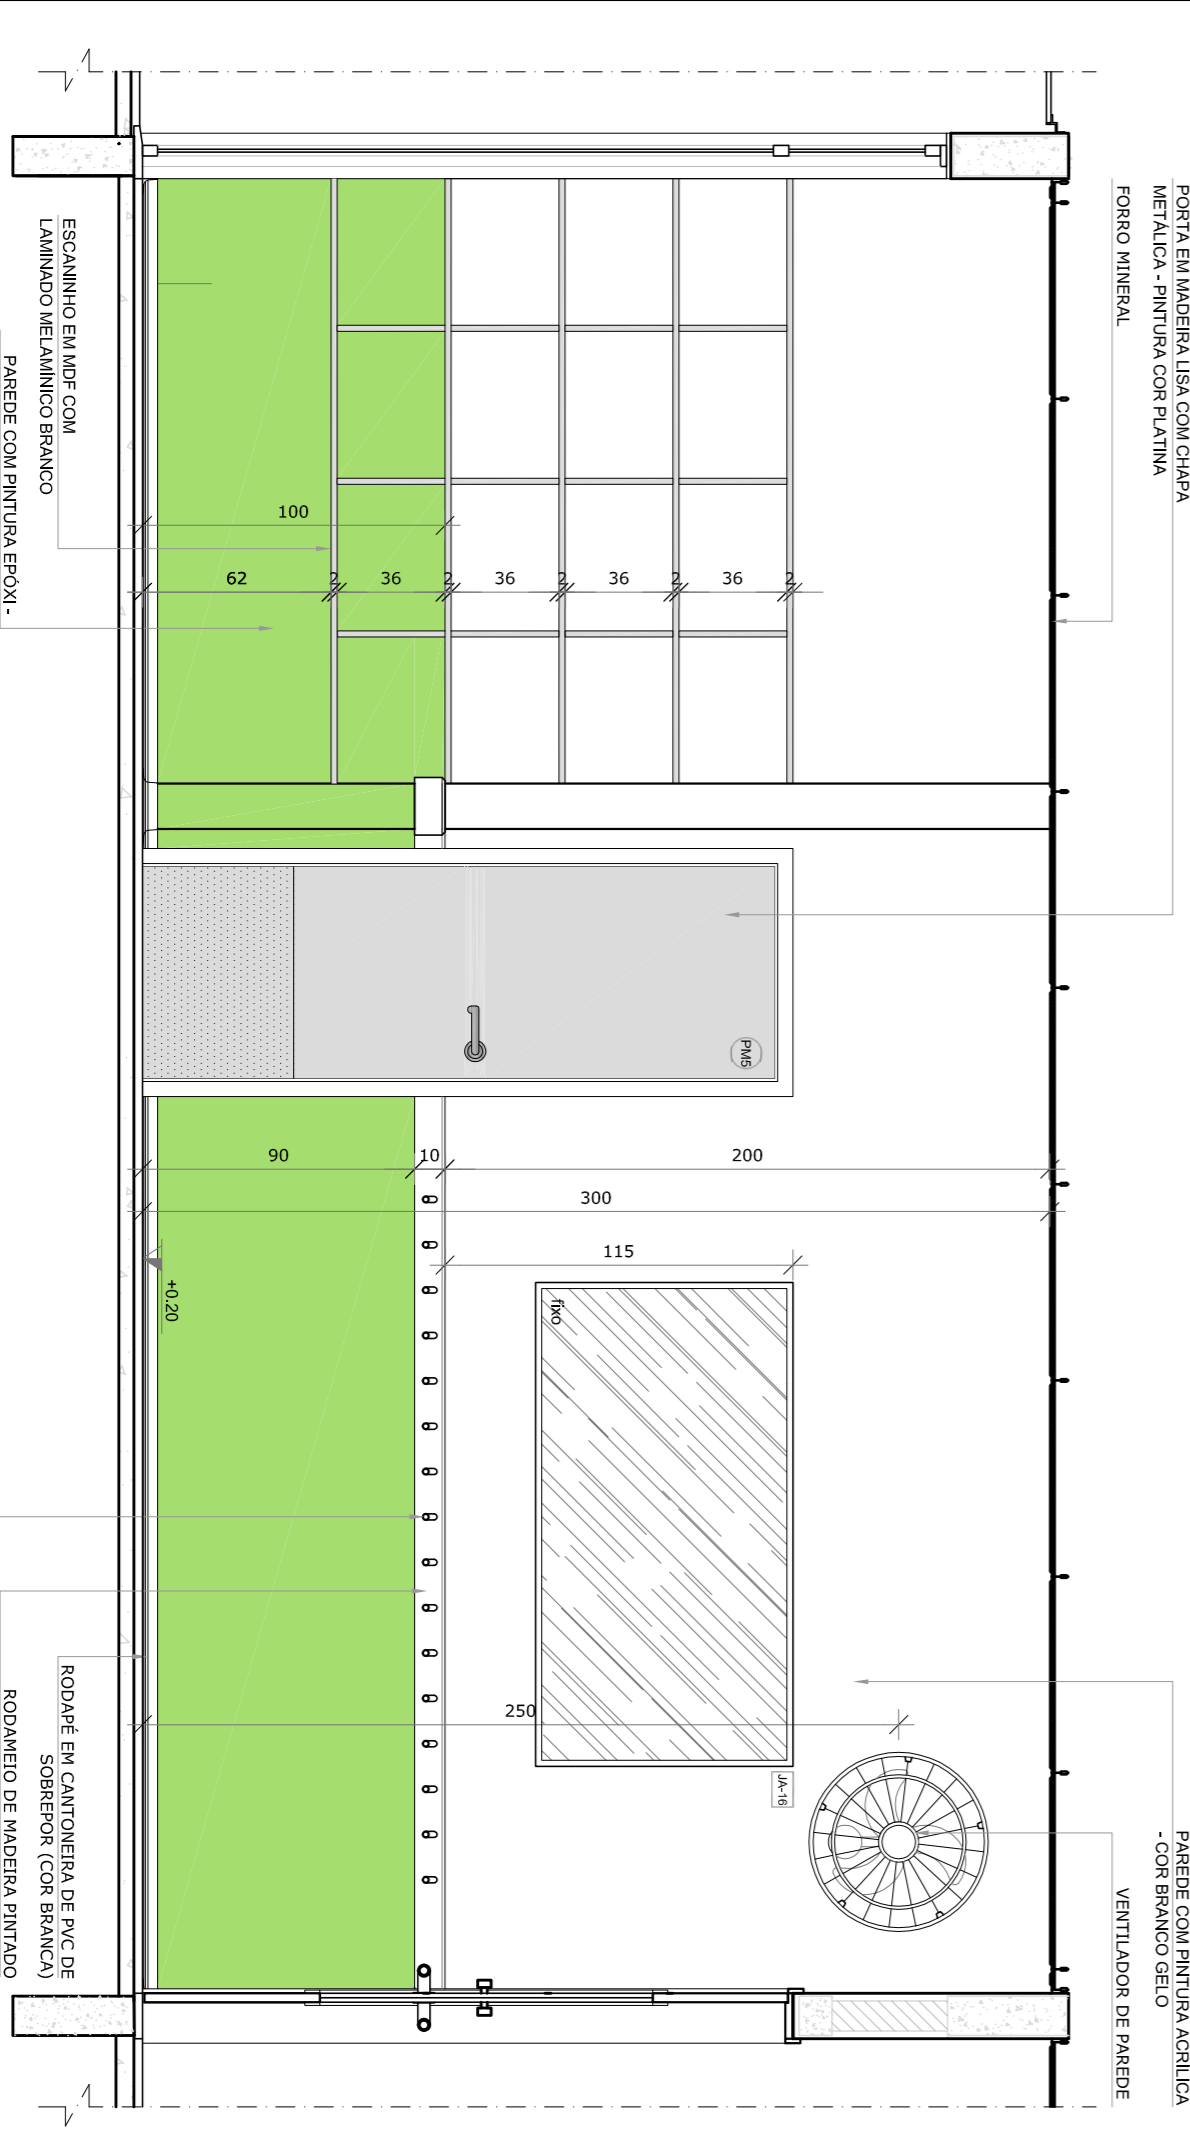 PORTA EM MADEIRA LISA COM CHAPA
METÁLICA - PINTURA COR PLATINA
FORRO MINERAL
PAREDE COM PINTURA ACRÍLICA
- COR BRANCO GELO
VENTILADOR DE PAREDE
100
62
2
36
2
36
2
36
2
36
2
PM5
90
10
200
300
115
+0.20
fixo
250
JA-16
ESCANINHO EM MDF COM
LAMINADO MELAMÍNICO BRANCO
PAREDE COM PINTURA EPÓXI -
RODAPÉ EM CANTONEIRA DE PVC DE
SOBREPOR (COR BRANCA)
RODAMEIO DE MADEIRA PINTADO